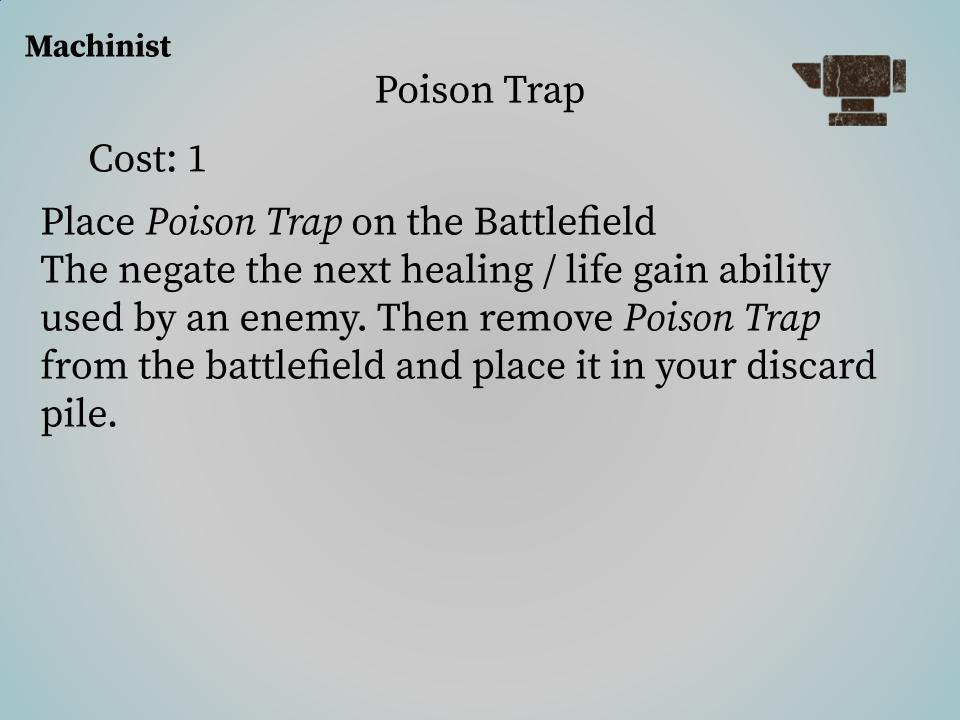 Machinist
Poison Trap
Cost: 1
Place Poison Trap on the Battlefield
The negate the next healing / life gain ability
used by an enemy. Then remove Poison Trap
from the battlefield and place it in your discard
pile.